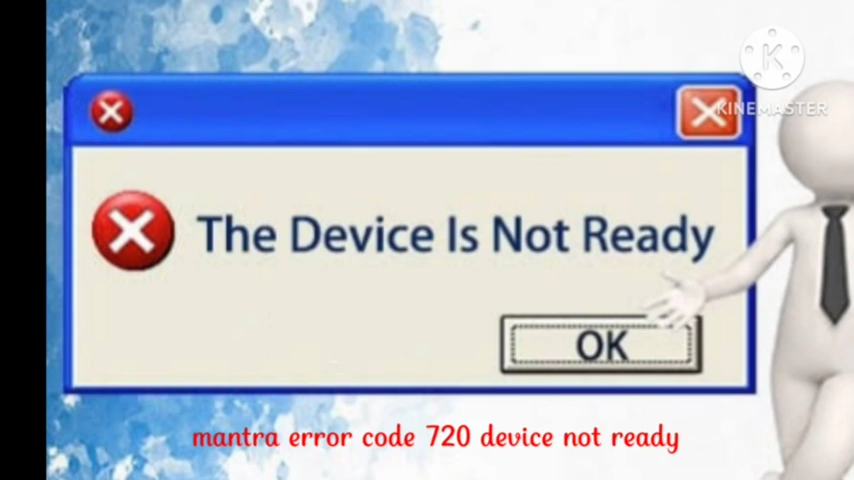 K
KINEMASTER
The Device Is Not Ready
OK
mantra error code 720 device not ready